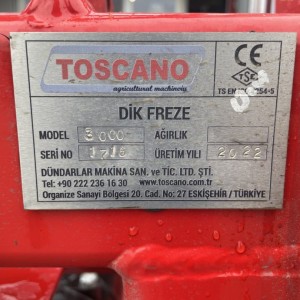 TOSCANO
agricultural machinery
CE
TSE
DİK FREZE
MODEL 3000 AĞIRLIK
SERİ NO ÜRETİM YILI 2022
DÜNDARLAR MAKİNA SAN. ve TİC. LTD. ŞTİ.
Tel: +90 222 236 16 30 www.toscano.com.tr
Organize Sanayi Bölgesi 20. Cad. No: 27 ESKİŞEHİR / TÜRKİYE